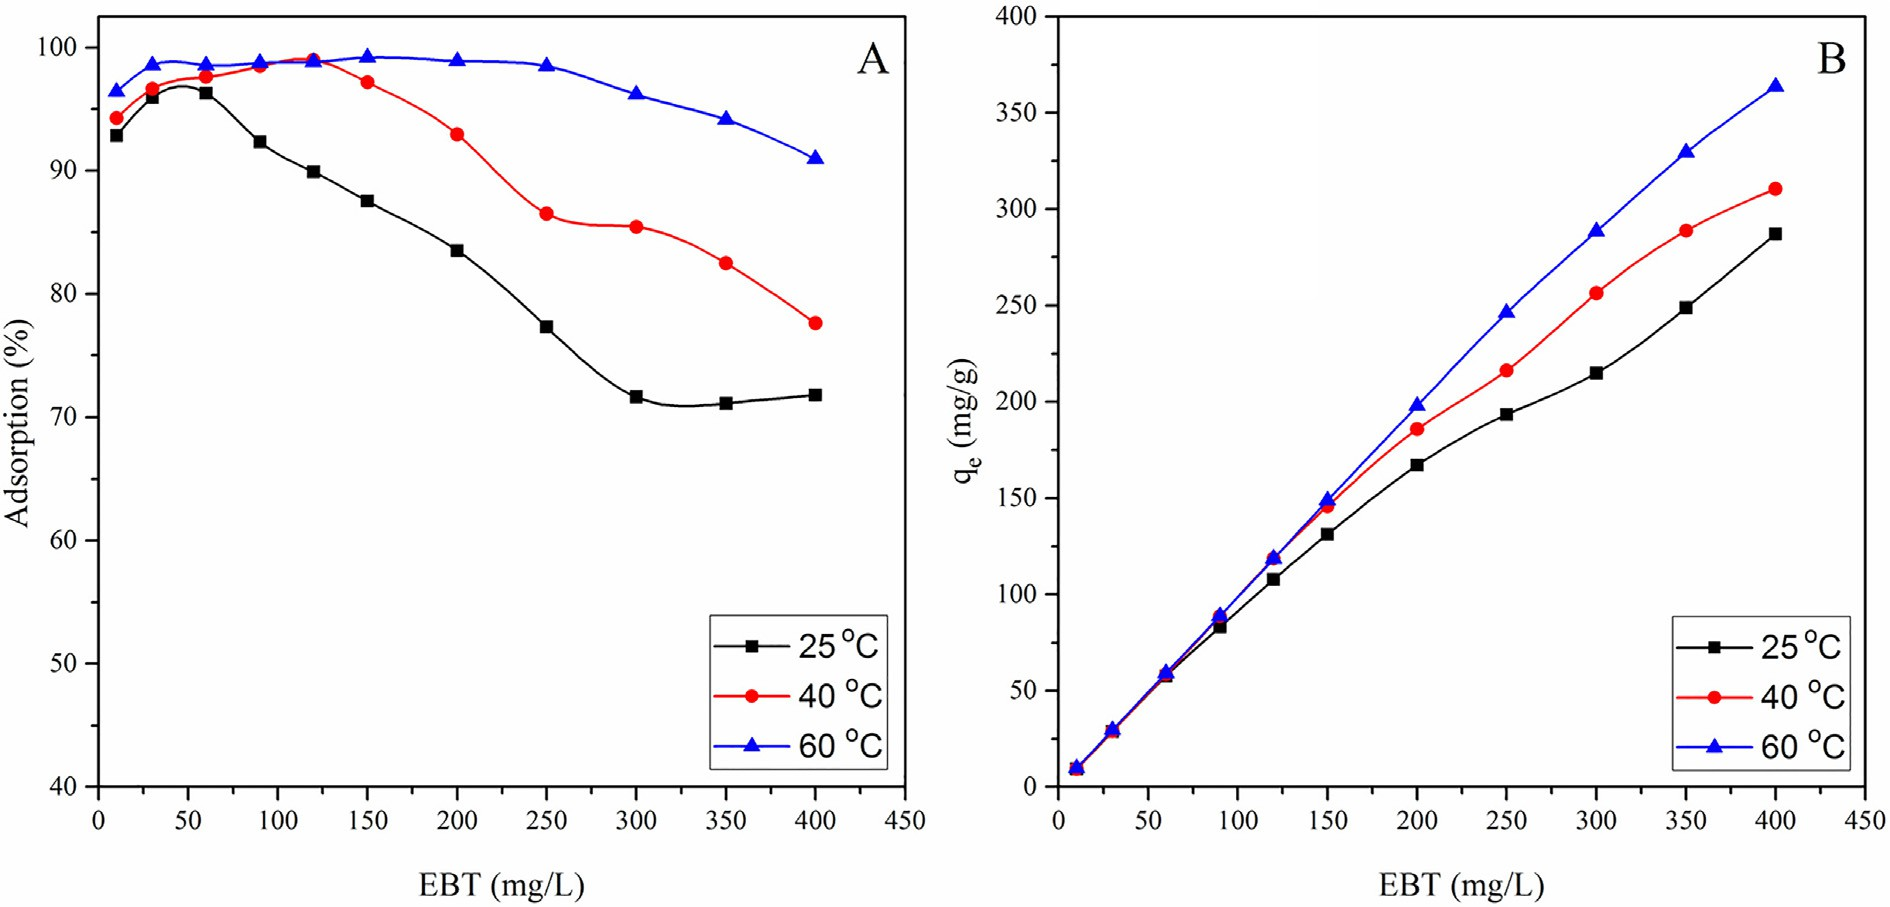 A
100
90
80
70
60
50
40
Adsorption (%)
25 °C
40 °C
60 °C
0 50 100 150 200 250 300 350 400 450
EBT (mg/L)
B
400
350
300
250
200
150
100
50
0
qe (mg/g)
25 °C
40 °C
60 °C
0 50 100 150 200 250 300 350 400 450
EBT (mg/L)